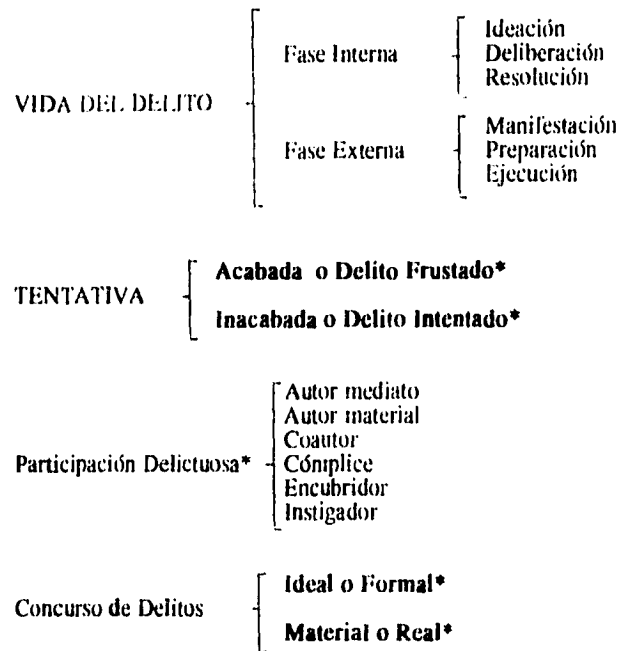 Ideación
Fase Interna
Deliberación
Resolución
VIDA DEL DELITO
Manifestación
Fase Externa
Preparación
Ejecución
Acabada o Delito Frustado*
TENTATIVA
Inacabada o Delito Intentado*
Autor mediato
Autor material
Coautor
Participación Delictuosa*
Cómplice
Encubridor
Instigador
Ideal o Formal*
Concurso de Delitos
Material o Real*